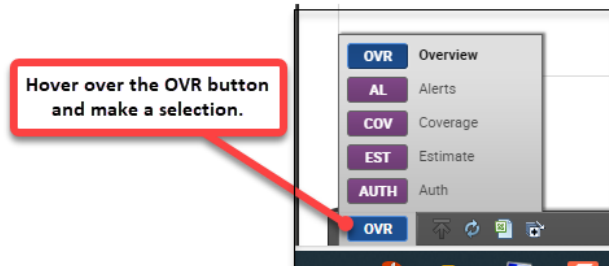 OVR Overview
Hover over the OVR button
and make a selection.
AL Alerts
COV Coverage
EST Estimate
AUTH Auth
OVR